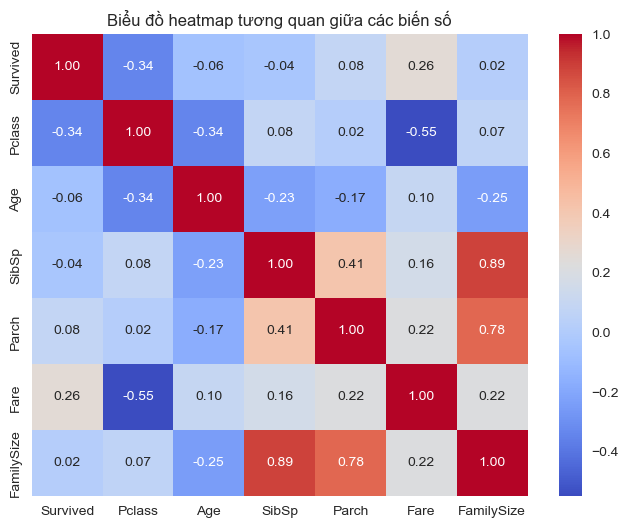 Biểu đồ heatmap tương quan giữa các biến số
Survived 1.00 -0.34 -0.06 -0.04 0.08 0.26 0.02
Pclass -0.34 1.00 -0.34 0.08 0.02 -0.55 0.07
Age -0.06 -0.34 1.00 -0.23 -0.17 0.10 -0.25
SibSp -0.04 0.08 -0.23 1.00 0.41 0.16 0.89
Parch 0.08 0.02 -0.17 0.41 1.00 0.22 0.78
Fare 0.26 -0.55 0.10 0.16 0.22 1.00 0.22
FamilySize 0.02 0.07 -0.25 0.89 0.78 0.22 1.00
Survived Pclass Age SibSp Parch Fare FamilySize
1.0
0.8
0.6
0.4
0.2
0.0
−0.2
−0.4